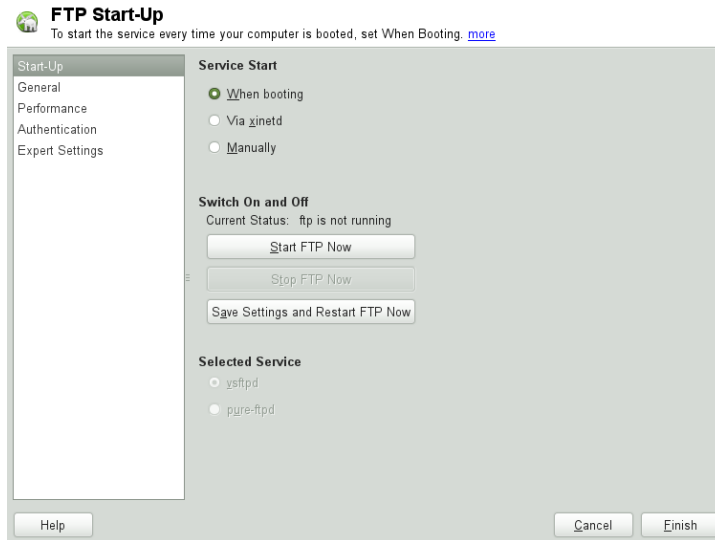 FTP Start-Up
To start the service every time your computer is booted, set When Booting. more
Start-Up
General
Performance
Authentication
Expert Settings
Service Start
When booting
Via xinetd
Manually
Switch On and Off
Current Status: ftp is not running
Start FTP Now
Stop FTP Now
Save Settings and Restart FTP Now
Selected Service
vsftpd
pure-ftpd
Help
Cancel
Finish